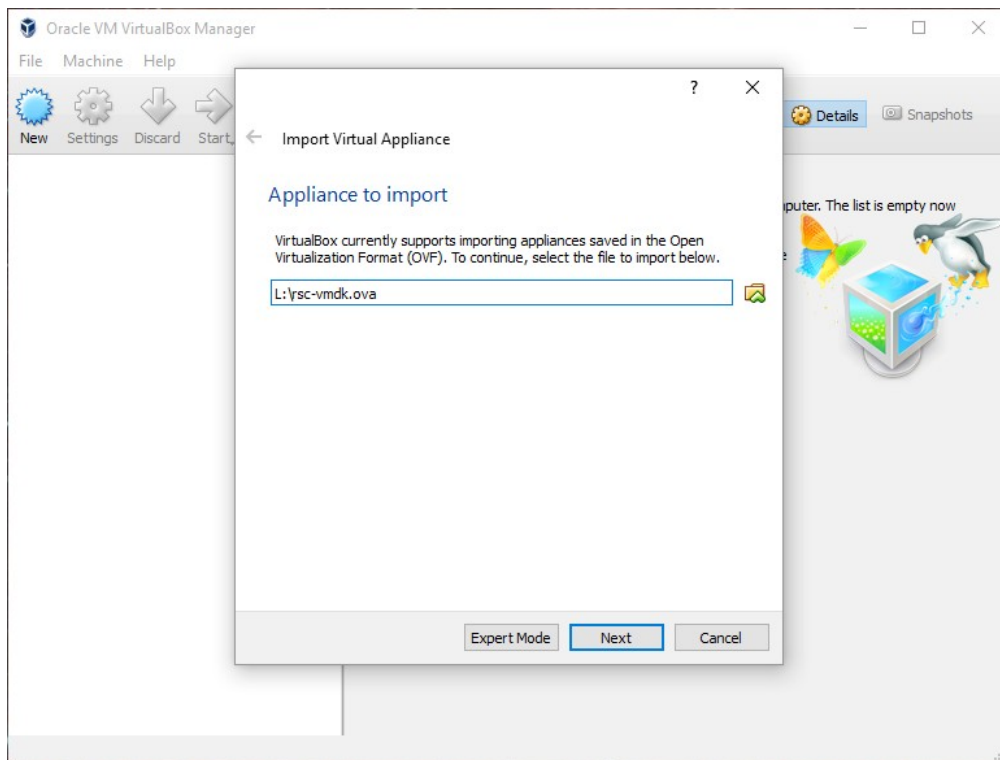 Oracle VM VirtualBox Manager
File Machine Help
New Settings Discard Start Details Snapshots
? 
Import Virtual Appliance
Appliance to import
puter. The list is empty now
VirtualBox currently supports importing appliances saved in the Open
Virtualization Format (OVF). To continue, select the file to import below.
L:\rsc-vmdk.ova
Expert Mode Next Cancel